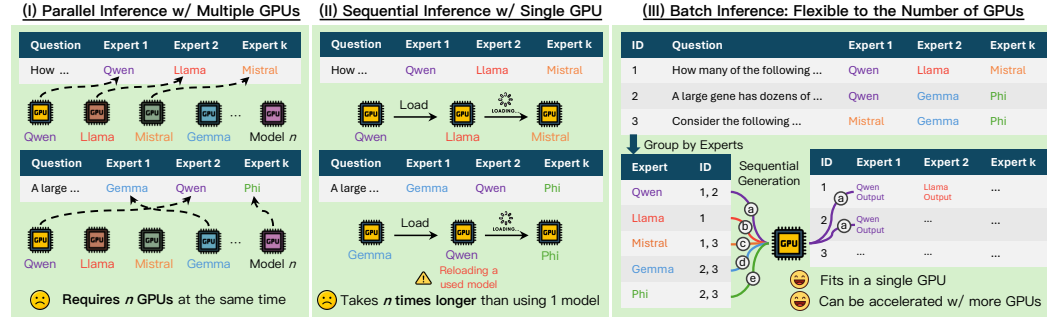 (I) Parallel Inference w/ Multiple GPUs
Question Expert 1 Expert 2 Expert k
How ... Qwen Llama Mistral
GPU GPU GPU GPU ... GPU
Qwen Llama Mistral Gemma Model n
Question Expert 1 Expert 2 Expert k
A large ... Gemma Qwen Phi
GPU GPU GPU GPU ... GPU
Qwen Llama Mistral Gemma Model n
Requires n GPUs at the same time
(II) Sequential Inference w/ Single GPU
Question Expert 1 Expert 2 Expert k
How ... Qwen Llama Mistral
Load LOADING...
GPU GPU GPU
Qwen Llama Mistral
Question Expert 1 Expert 2 Expert k
A large ... Gemma Qwen Phi
Load LOADING...
GPU GPU GPU
Gemma Qwen Phi
Reloading a
used model
Takes n times longer than using 1 model
(III) Batch Inference: Flexible to the Number of GPUs
ID Question Expert 1 Expert 2 Expert k
1 How many of the following ... Qwen Llama Mistral
2 A large gene has dozens of ... Qwen Gemma Phi
3 Consider the following ... Mistral Gemma Phi
Group by Experts
Expert ID
Qwen 1, 2
Llama 1
Mistral 1, 3
Gemma 2, 3
Phi 2, 3
Sequential
Generation
a
b
c
d
e
GPU
ID Expert 1 Expert 2 Expert k
1 Qwen Output Llama Output ...
a
2 Qwen Output ... ...
a
3 ... ... ...
Fits in a single GPU
Can be accelerated w/ more GPUs